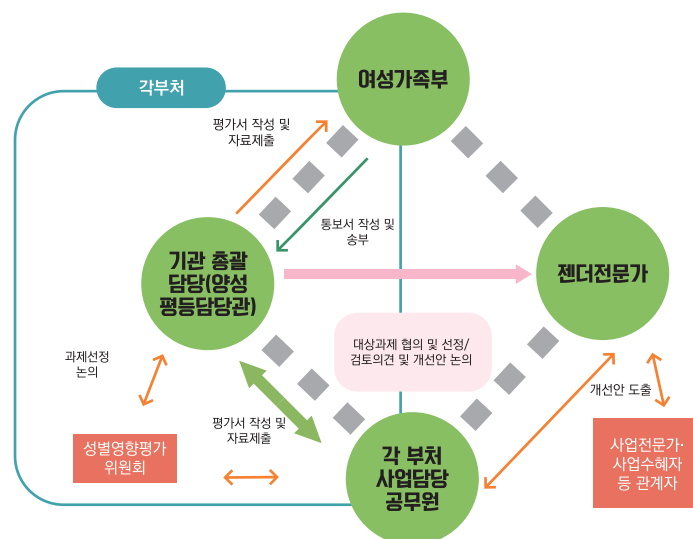 여성가족부
각부처
평가서 작성 및
자료제출
통보서 작성 및
송부
기관 총괄
담당(양성
평등담당관)
젠더전문가
대상과제 협의 및 선정/
검토의견 및 개선안 논의
과제선정
논의
개선안 도출
평가서 작성 및
자료제출
성별영향평가
위원회
각 부처
사업담당
공무원
사업전문가·
사업수혜자
등 관계자